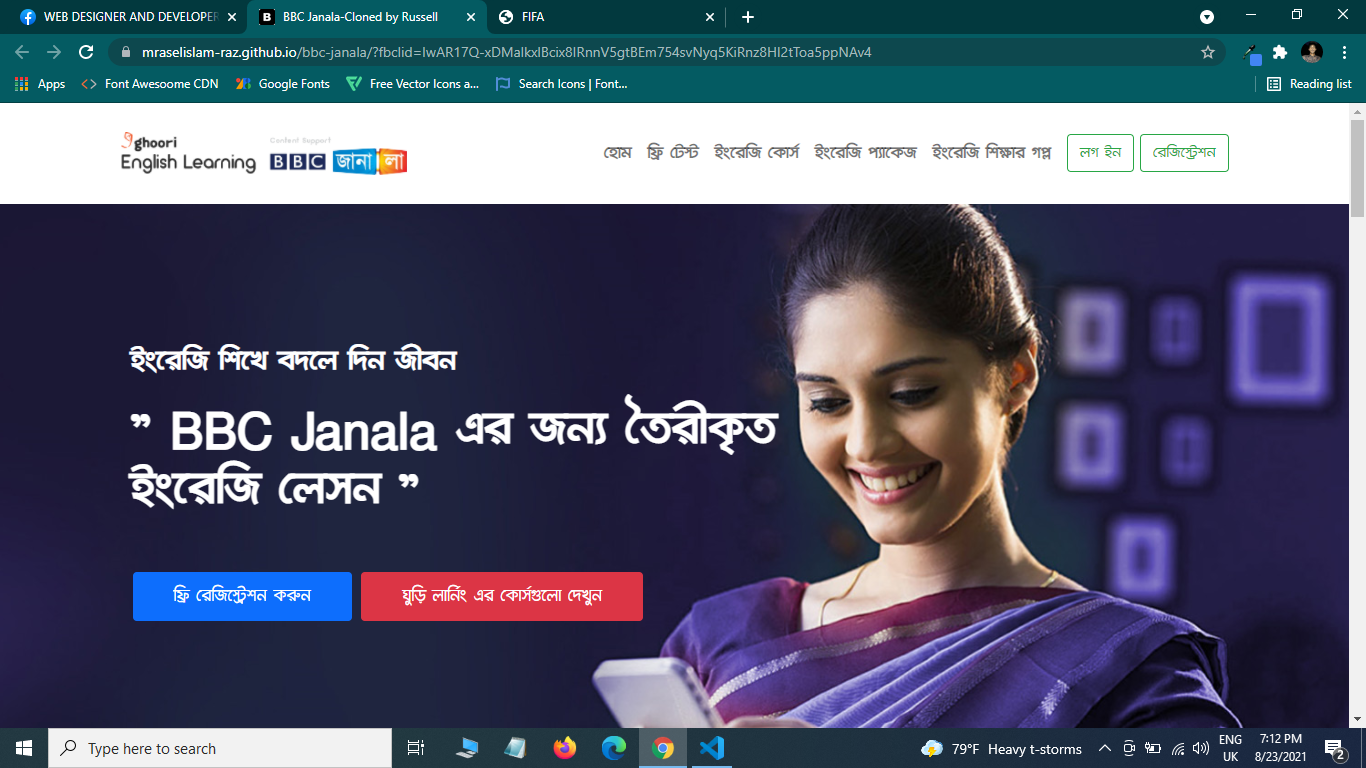 WEB DESIGNER AND DEVELOPER
BBC Janala-Cloned by Russell
FIFA
mraselislam-raz.github.io/bbc-janala/?fbclid=IwAR17Q-xDMalkxlBcix8lRnnV5gtBEm754svNyq5KiRnz8Hl2tToa5ppNAv4
Apps
Font Awesoome CDN
Google Fonts
Free Vector Icons a...
Search Icons | Font...
Reading list
ghoori
English Learning
Content Support
BBC জানালা
হোম
ফ্রি টেস্ট
ইংরেজি কোর্স
ইংরেজি প্যাকেজ
ইংরেজি শিক্ষার গল্প
লগ ইন
রেজিস্ট্রেশন
ইংরেজি শিখে বদলে দিন জীবন
” BBC Janala এর জন্য তৈরীকৃত
ইংরেজি লেসন ”
ফ্রি রেজিস্ট্রেশন করুন
ঘুড়ি লার্নিং এর কোর্সগুলো দেখুন
Type here to search
79°F Heavy t-storms
ENG
UK
7:12 PM
8/23/2021
2